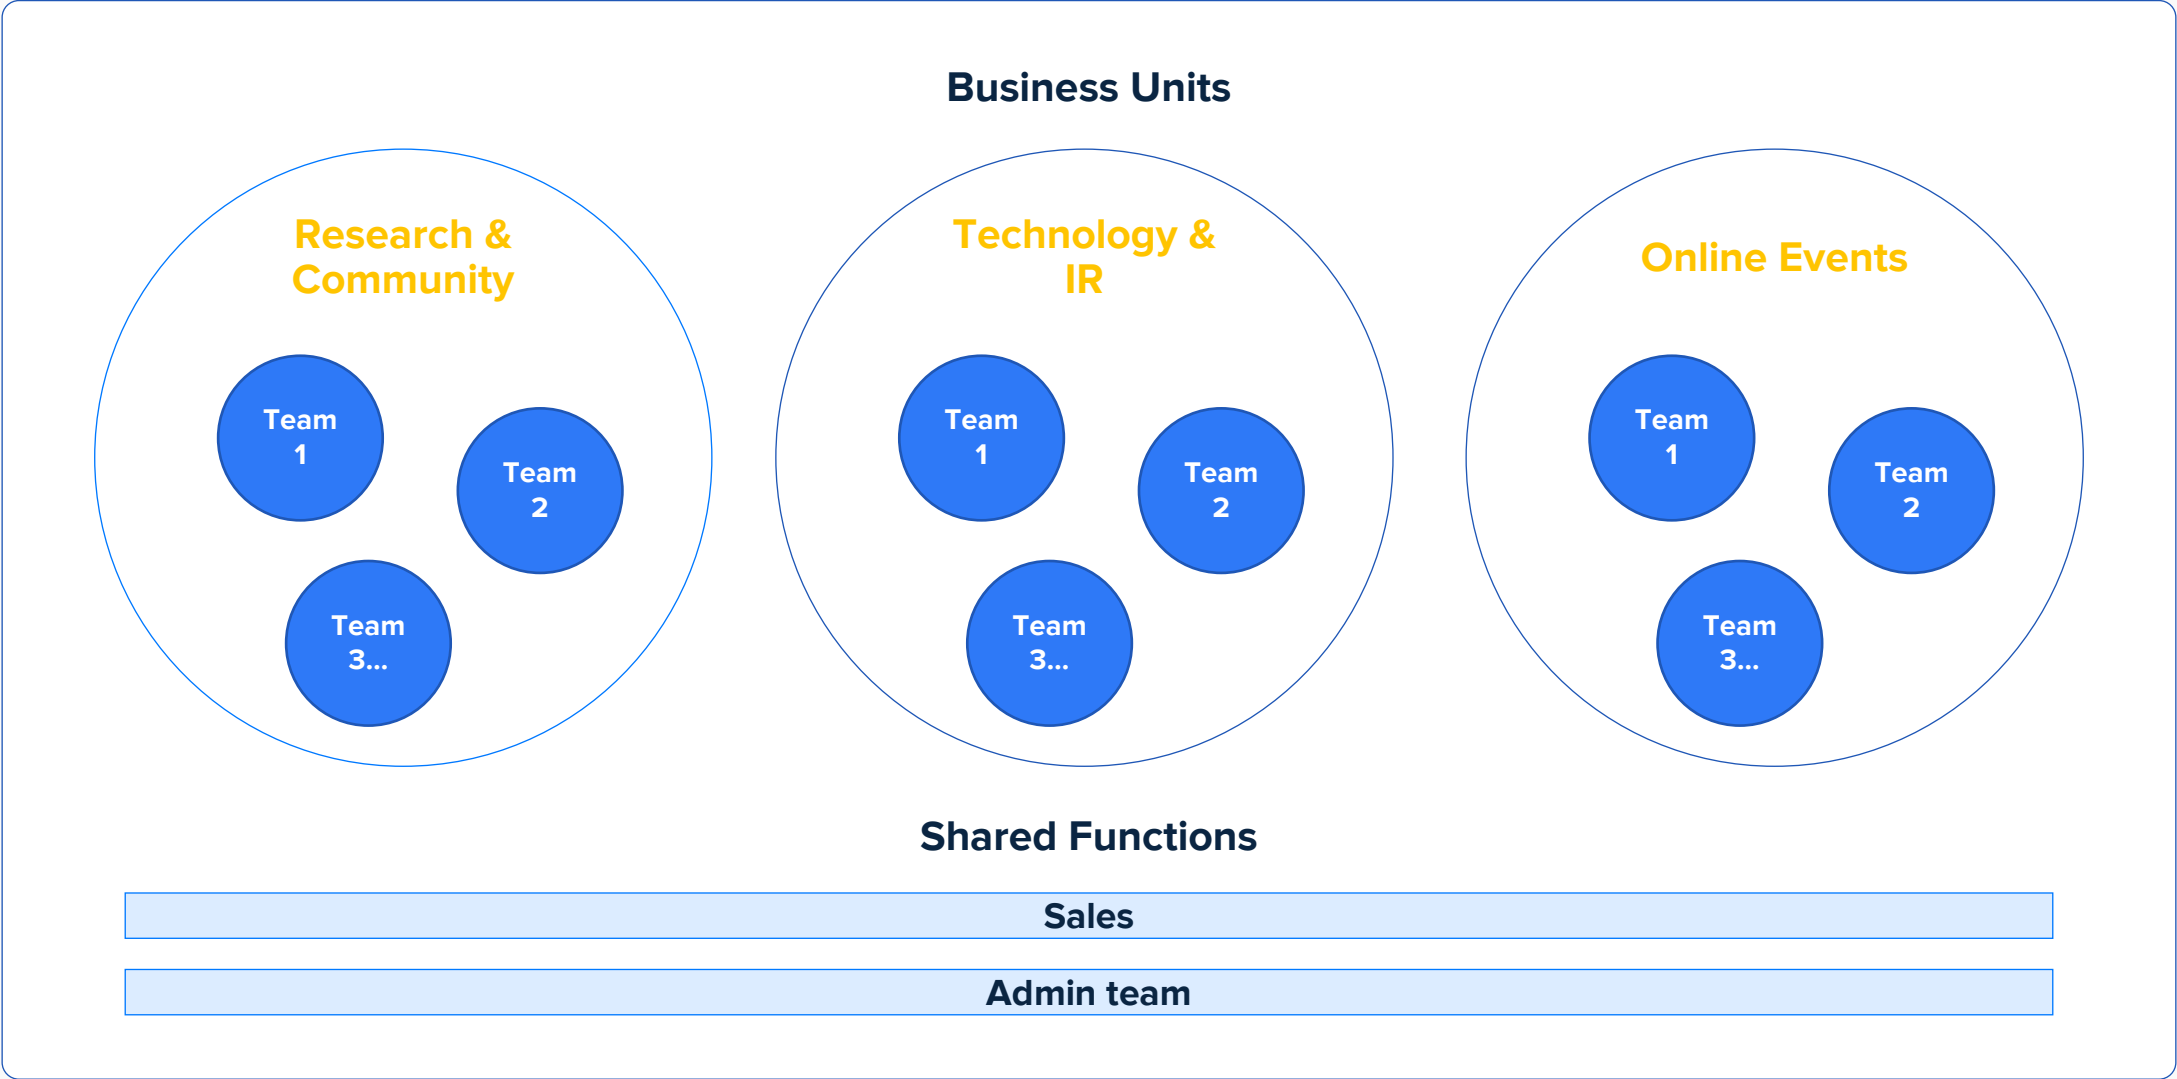 Business Units
Research &
Community
Technology &
IR
Online Events
Team
1
Team
2
Team
3...
Team
1
Team
2
Team
3...
Team
1
Team
2
Team
3...
Shared Functions
Sales
Admin team